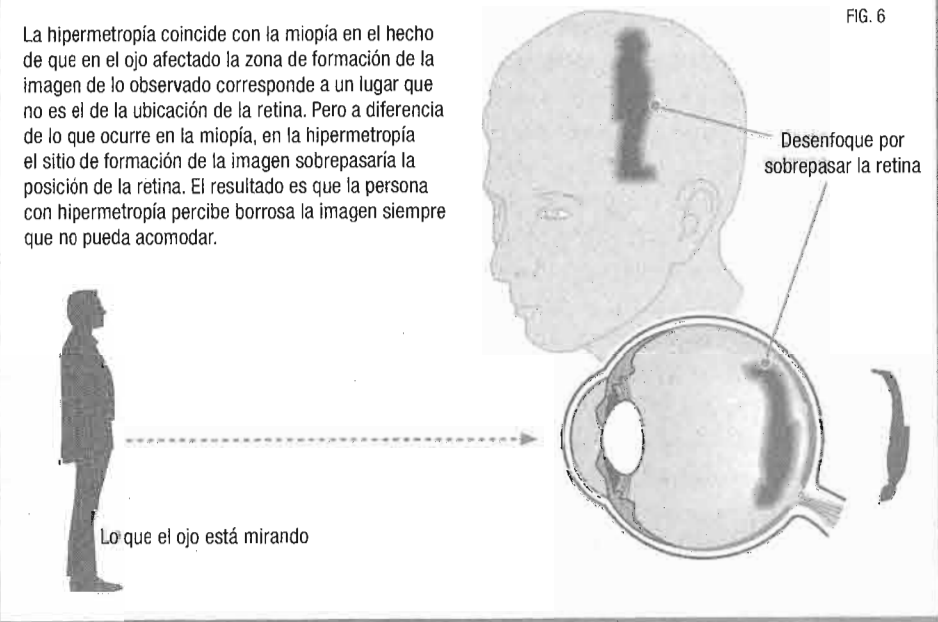 FIG. 6
La hipermetropía coincide con la miopía en el hecho
de que en el ojo afectado la zona de formación de la
imagen de lo observado corresponde a un lugar que
no es el de la ubicación de la retina. Pero a diferencia
de lo que ocurre en la miopía, en la hipermetropía
el sitio de formación de la imagen sobrepasaría la
posición de la retina. El resultado es que la persona
con hipermetropía percibe borrosa la imagen siempre
que no pueda acomodar.
Desenfoque por
sobrepasar la retina
Lo que el ojo está mirando